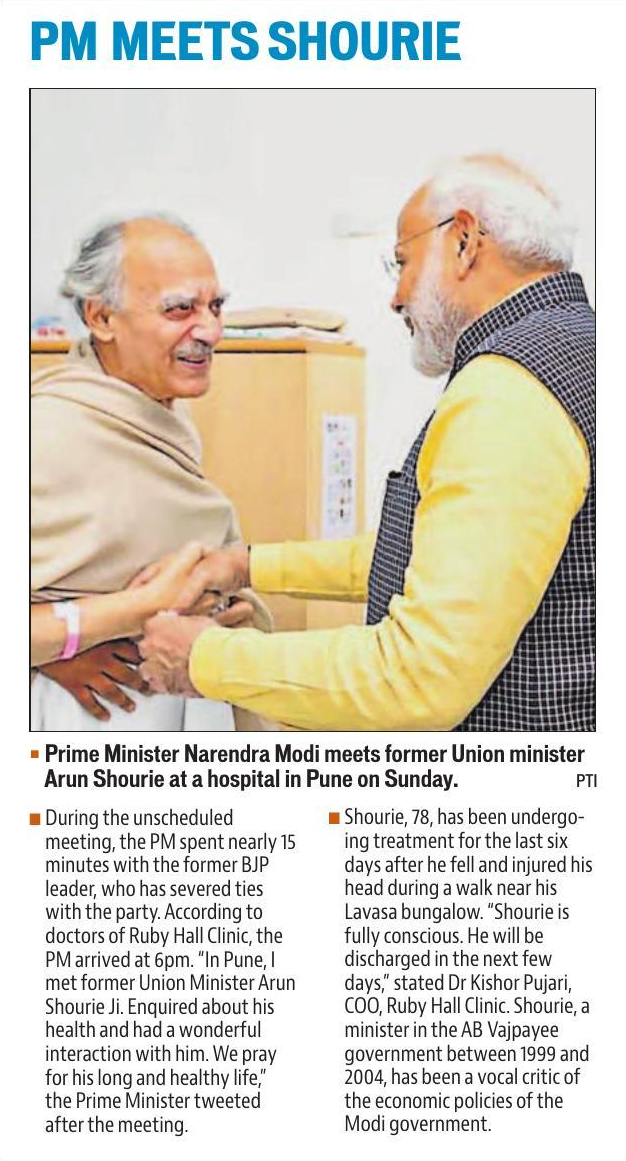 PM MEETS SHOURIE
Prime Minister Narendra Modi meets former Union minister
Arun Shourie at a hospital in Pune on Sunday.
PTI
During the unscheduled
meeting, the PM spent nearly 15
minutes with the former BJP
leader, who has severed ties
with the party. According to
doctors of Ruby Hall Clinic, the
PM arrived at 6pm. “In Pune, I
met former Union Minister Arun
Shourie Ji. Enquired about his
health and had a wonderful
interaction with him. We pray
for his long and healthy life,”
the Prime Minister tweeted
after the meeting.
Shourie, 78, has been undergo-
ing treatment for the last six
days after he fell and injured his
head during a walk near his
Lavasa bungalow. “Shourie is
fully conscious. He will be
discharged in the next few
days,” stated Dr Kishor Pujari,
COO, Ruby Hall Clinic. Shourie, a
minister in the AB Vajpayee
government between 1999 and
2004, has been a vocal critic of
the economic policies of the
Modi government.